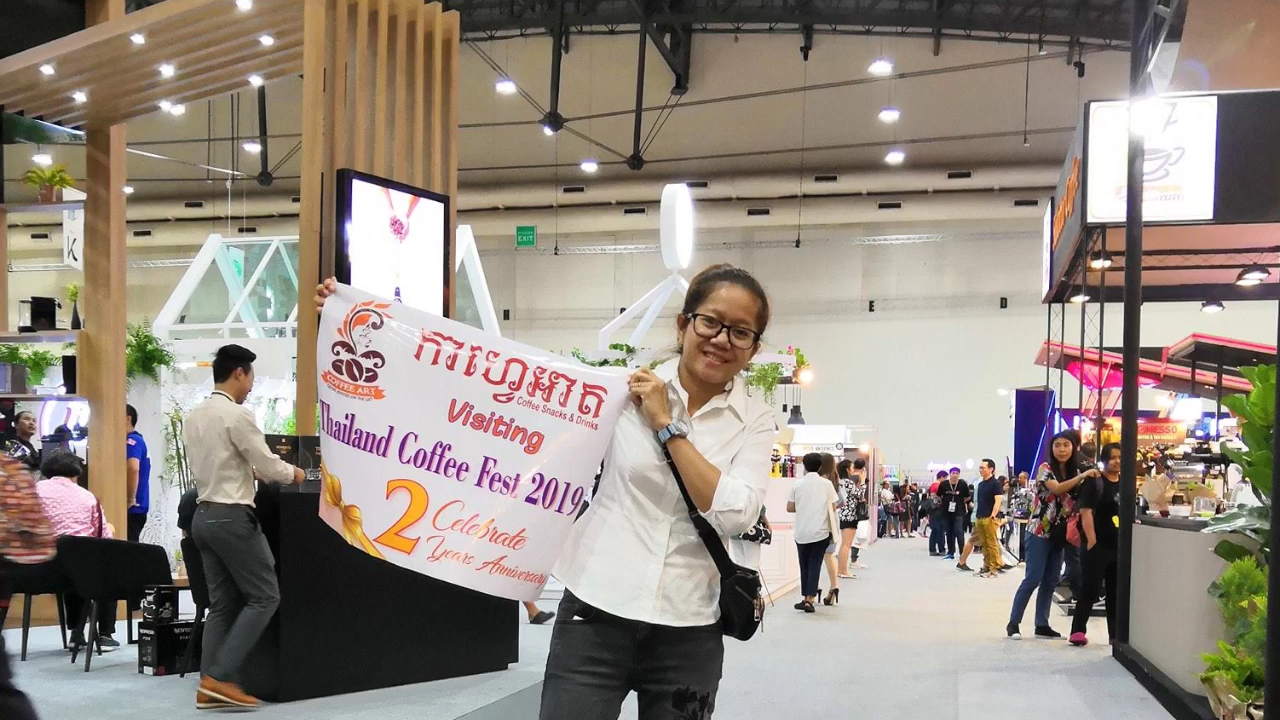 កាហ្វេអាត
Coffee Snacks & Drinks
COFFEE ART
Visiting
Thailand Coffee Fest 2019
2 Celebrate
Years Anniversary
EXIT
K